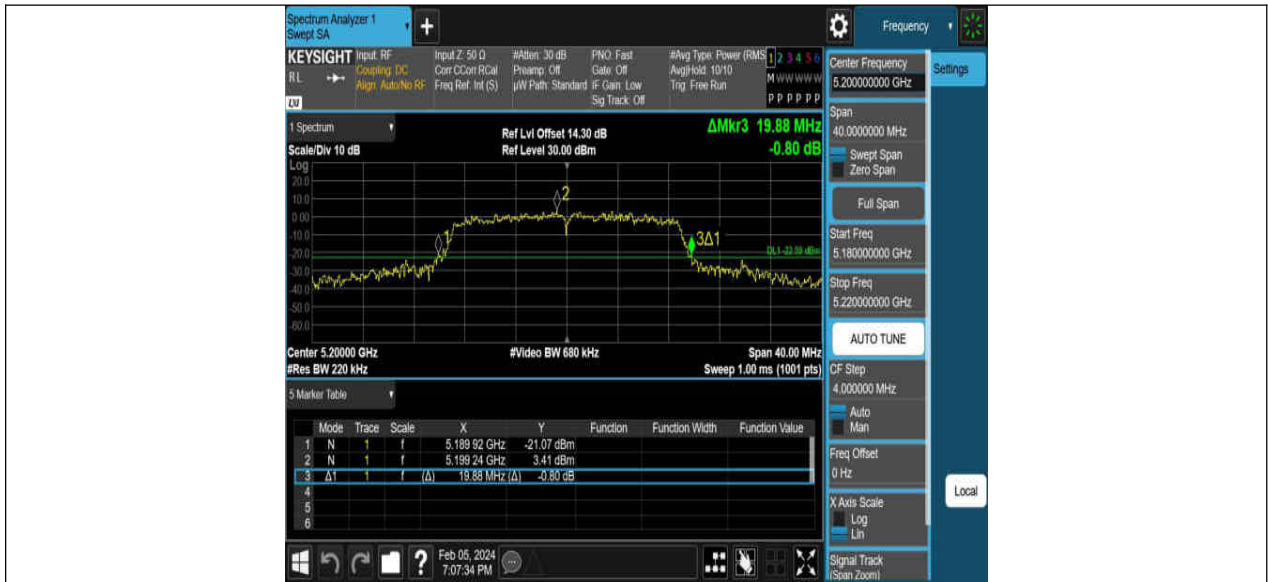 Spectrum Analyzer 1
Swept SA
+
Frequency
KEYSIGHT
RL
Input: RF
Coupling: DC
Align: Auto/No RF
Input Z: 50 Ω
Corr CCorr RCal
Freq Ref: Int (S)
#Atten: 30 dB
Preamp: Off
µW Path: Standard
PNO: Fast
Gate: Off
IF Gain: Low
Sig Track: Off
#Avg Type: Power (RMS
Avg|Hold: 10/10
Trig: Free Run
1 2 3 4 5 6
M W W W W W
P P P P P P
1 Spectrum
Scale/Div 10 dB
Ref Lvl Offset 14.30 dB
Ref Level 30.00 dBm
ΔMkr3 19.88 MHz
-0.80 dB
Log
20.0
10.0
0.00
-10.0
-20.0
-30.0
-40.0
-50.0
-60.0
2
1
3Δ1
Center 5.20000 GHz
#Res BW 220 kHz
#Video BW 680 kHz
Span 40.00 MHz
Sweep 1.00 ms (1001 pts)
5 Marker Table
Mode Trace Scale X Y Function Function Width Function Value
1 N 1 f 5.189 92 GHz -21.07 dBm
2 N 1 f 5.199 24 GHz 3.41 dBm
3 Δ1 1 f (Δ) 19.88 MHz (Δ) -0.80 dB
4
5
6
Feb 05, 2024
7:07:34 PM
?
Center Frequency
5.200000000 GHz
Settings
Span
40.0000000 MHz
Swept Span
Zero Span
Full Span
Start Freq
5.180000000 GHz
Stop Freq
5.220000000 GHz
AUTO TUNE
CF Step
4.000000 MHz
Auto
Man
Freq Offset
0 Hz
X Axis Scale
Log
Lin
Local
Signal Track
(Span Zoom)